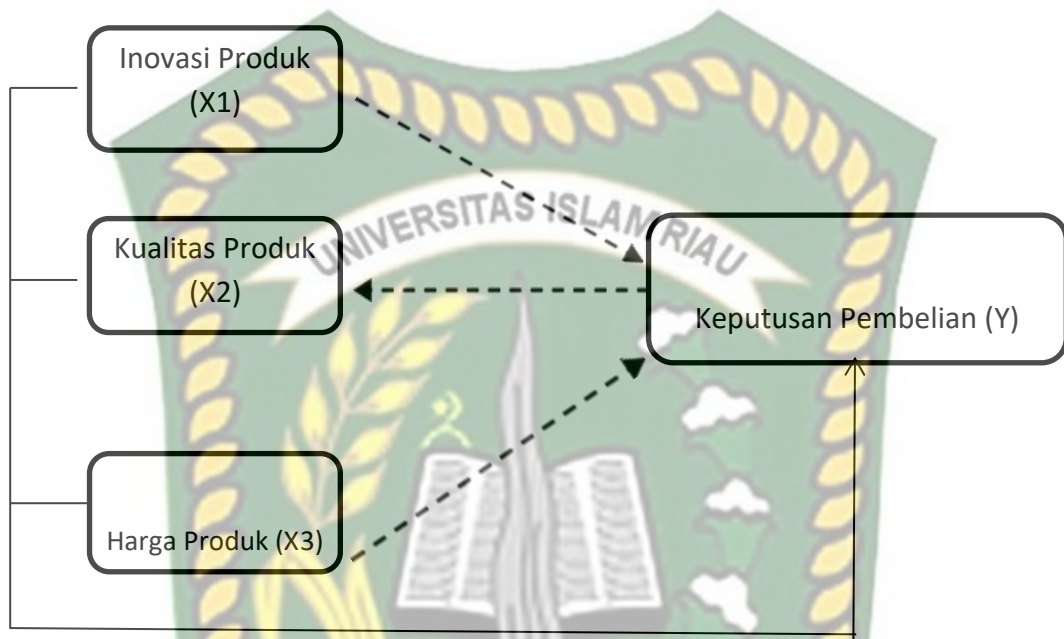 Inovasi Produk
(X1)
UNIVERSITAS ISLAM RIAU
Kualitas Produk
(X2)
Keputusan Pembelian (Y)
Harga Produk (X3)